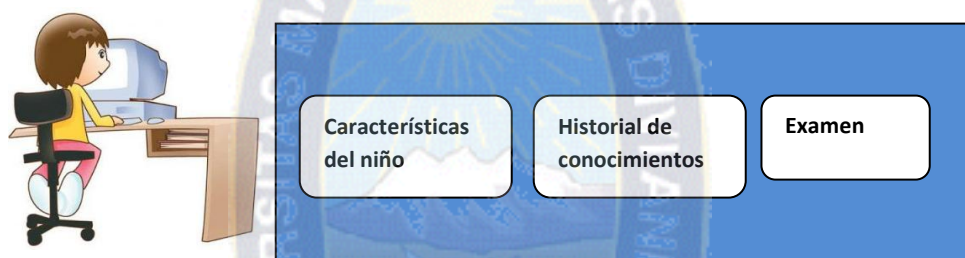 Características
del niño
Historial de
conocimientos
Examen